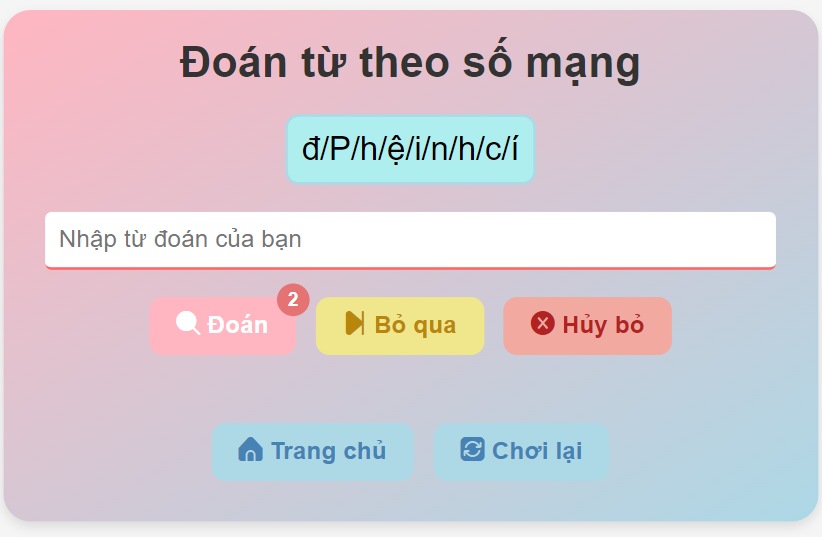 Đoán từ theo số mạng
đ/P/h/ệ/i/n/h/c/í
Nhập từ đoán của bạn
Đoán 2 Bỏ qua Hủy bỏ
Trang chủ Chơi lại